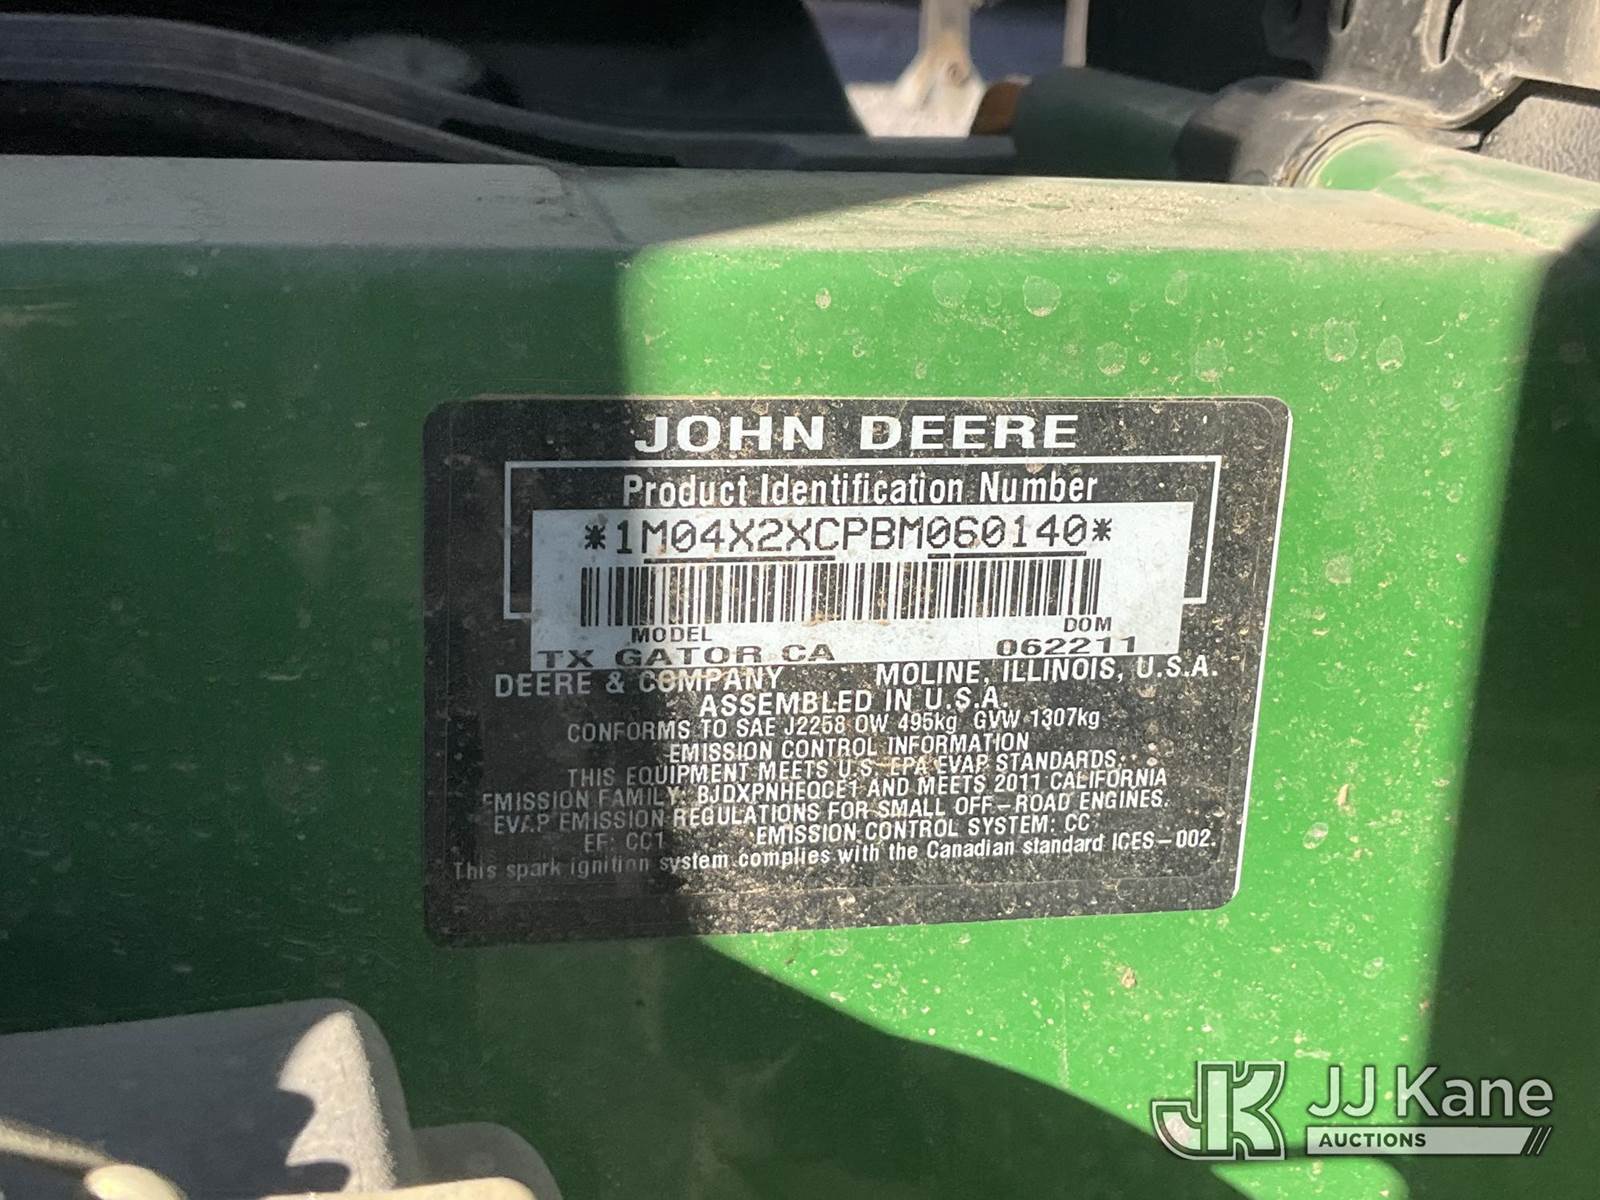 JOHN DEERE
Product Identification Number
*1M04X2XCPBM060140*
MODEL DOM
TX GATOR CA 062211
DEERE & COMPANY MOLINE, ILLINOIS, U.S.A.
ASSEMBLED IN U.S.A.
CONFORMS TO SAE J2258 OW 495kg GVW 1307kg
EMISSION CONTROL INFORMATION
THIS EQUIPMENT MEETS U.S. EPA EVAP STANDARDS.
EMISSION FAMILY: BJDXPNHEQCE1 AND MEETS 2011 CALIFORNIA
EVAP EMISSION REGULATIONS FOR SMALL OFF-ROAD ENGINES.
EF: CC1 EMISSION CONTROL SYSTEM: CC
This spark ignition system complies with the Canadian standard ICES-002.
JK JJ Kane
AUCTIONS